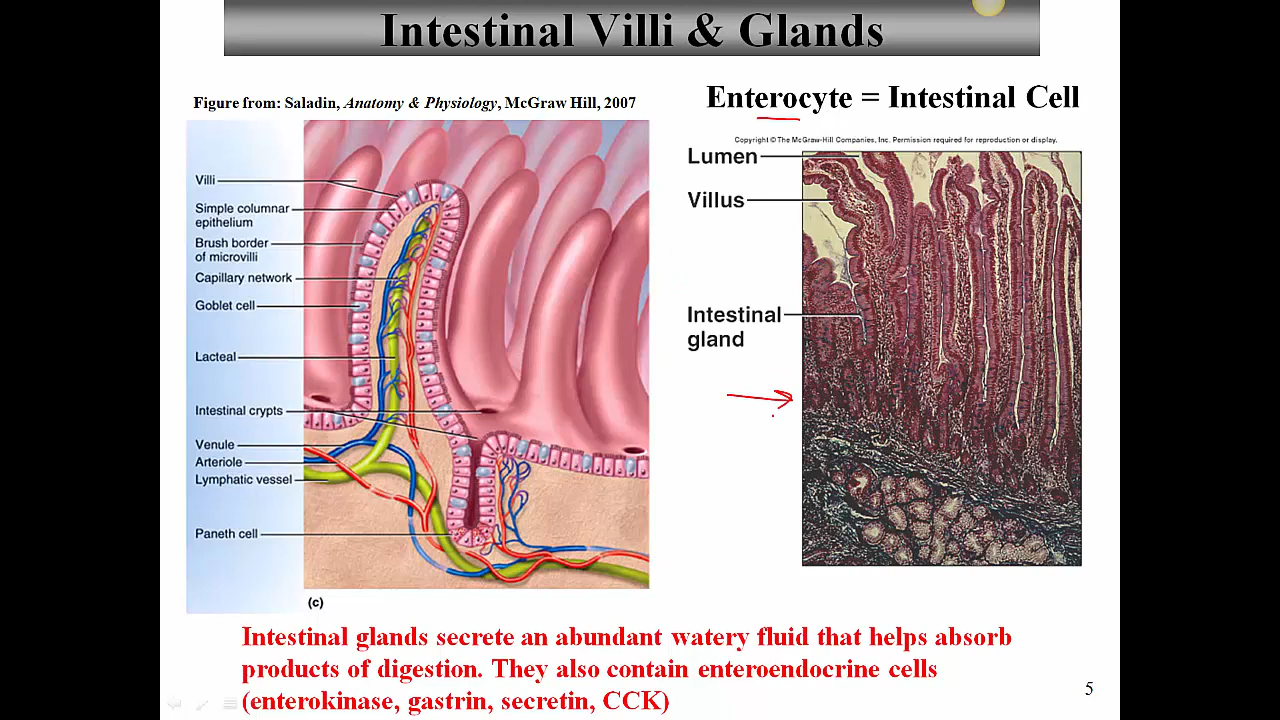 Intestinal Villi & Glands
Figure from: Saladin, Anatomy & Physiology, McGraw Hill, 2007
Enterocyte = Intestinal Cell
Copyright © The McGraw-Hill Companies, Inc. Permission required for reproduction or display.
Villi
Simple columnar
epithelium
Brush border
of microvilli
Capillary network
Goblet cell
Lacteal
Intestinal crypts
Venule
Arteriole
Lymphatic vessel
Paneth cell
(c)
Lumen
Villus
Intestinal
gland
Intestinal glands secrete an abundant watery fluid that helps absorb
products of digestion. They also contain enteroendocrine cells
(enterokinase, gastrin, secretin, CCK)
5